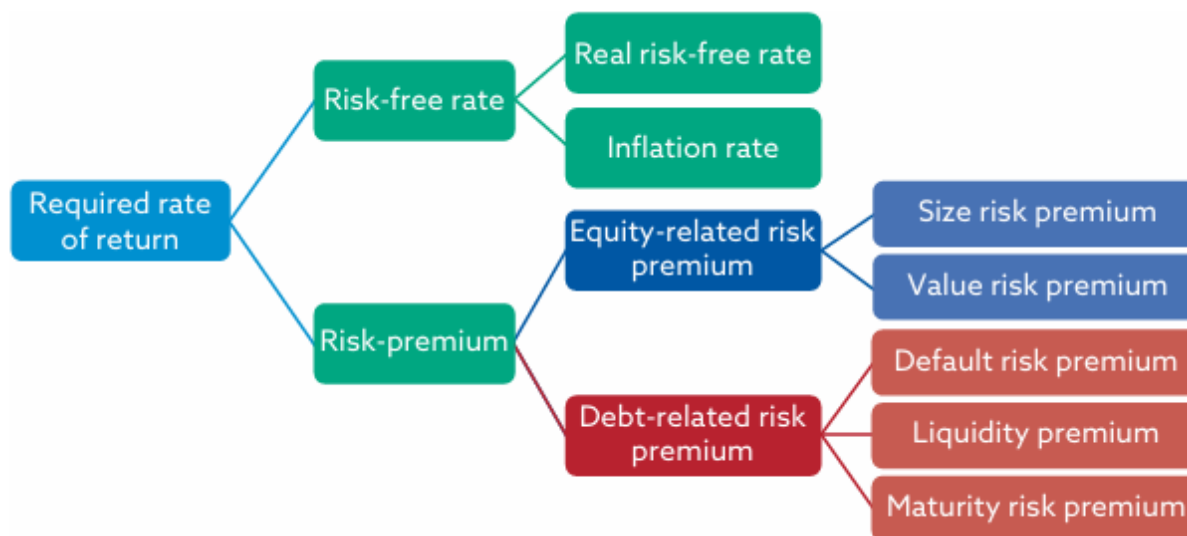 Real risk-free rate
Risk-free rate
Inflation rate
Required rate
of return
Size risk premium
Equity-related risk
premium
Value risk premium
Risk-premium
Default risk premium
Debt-related risk
premium
Liquidity premium
Maturity risk premium